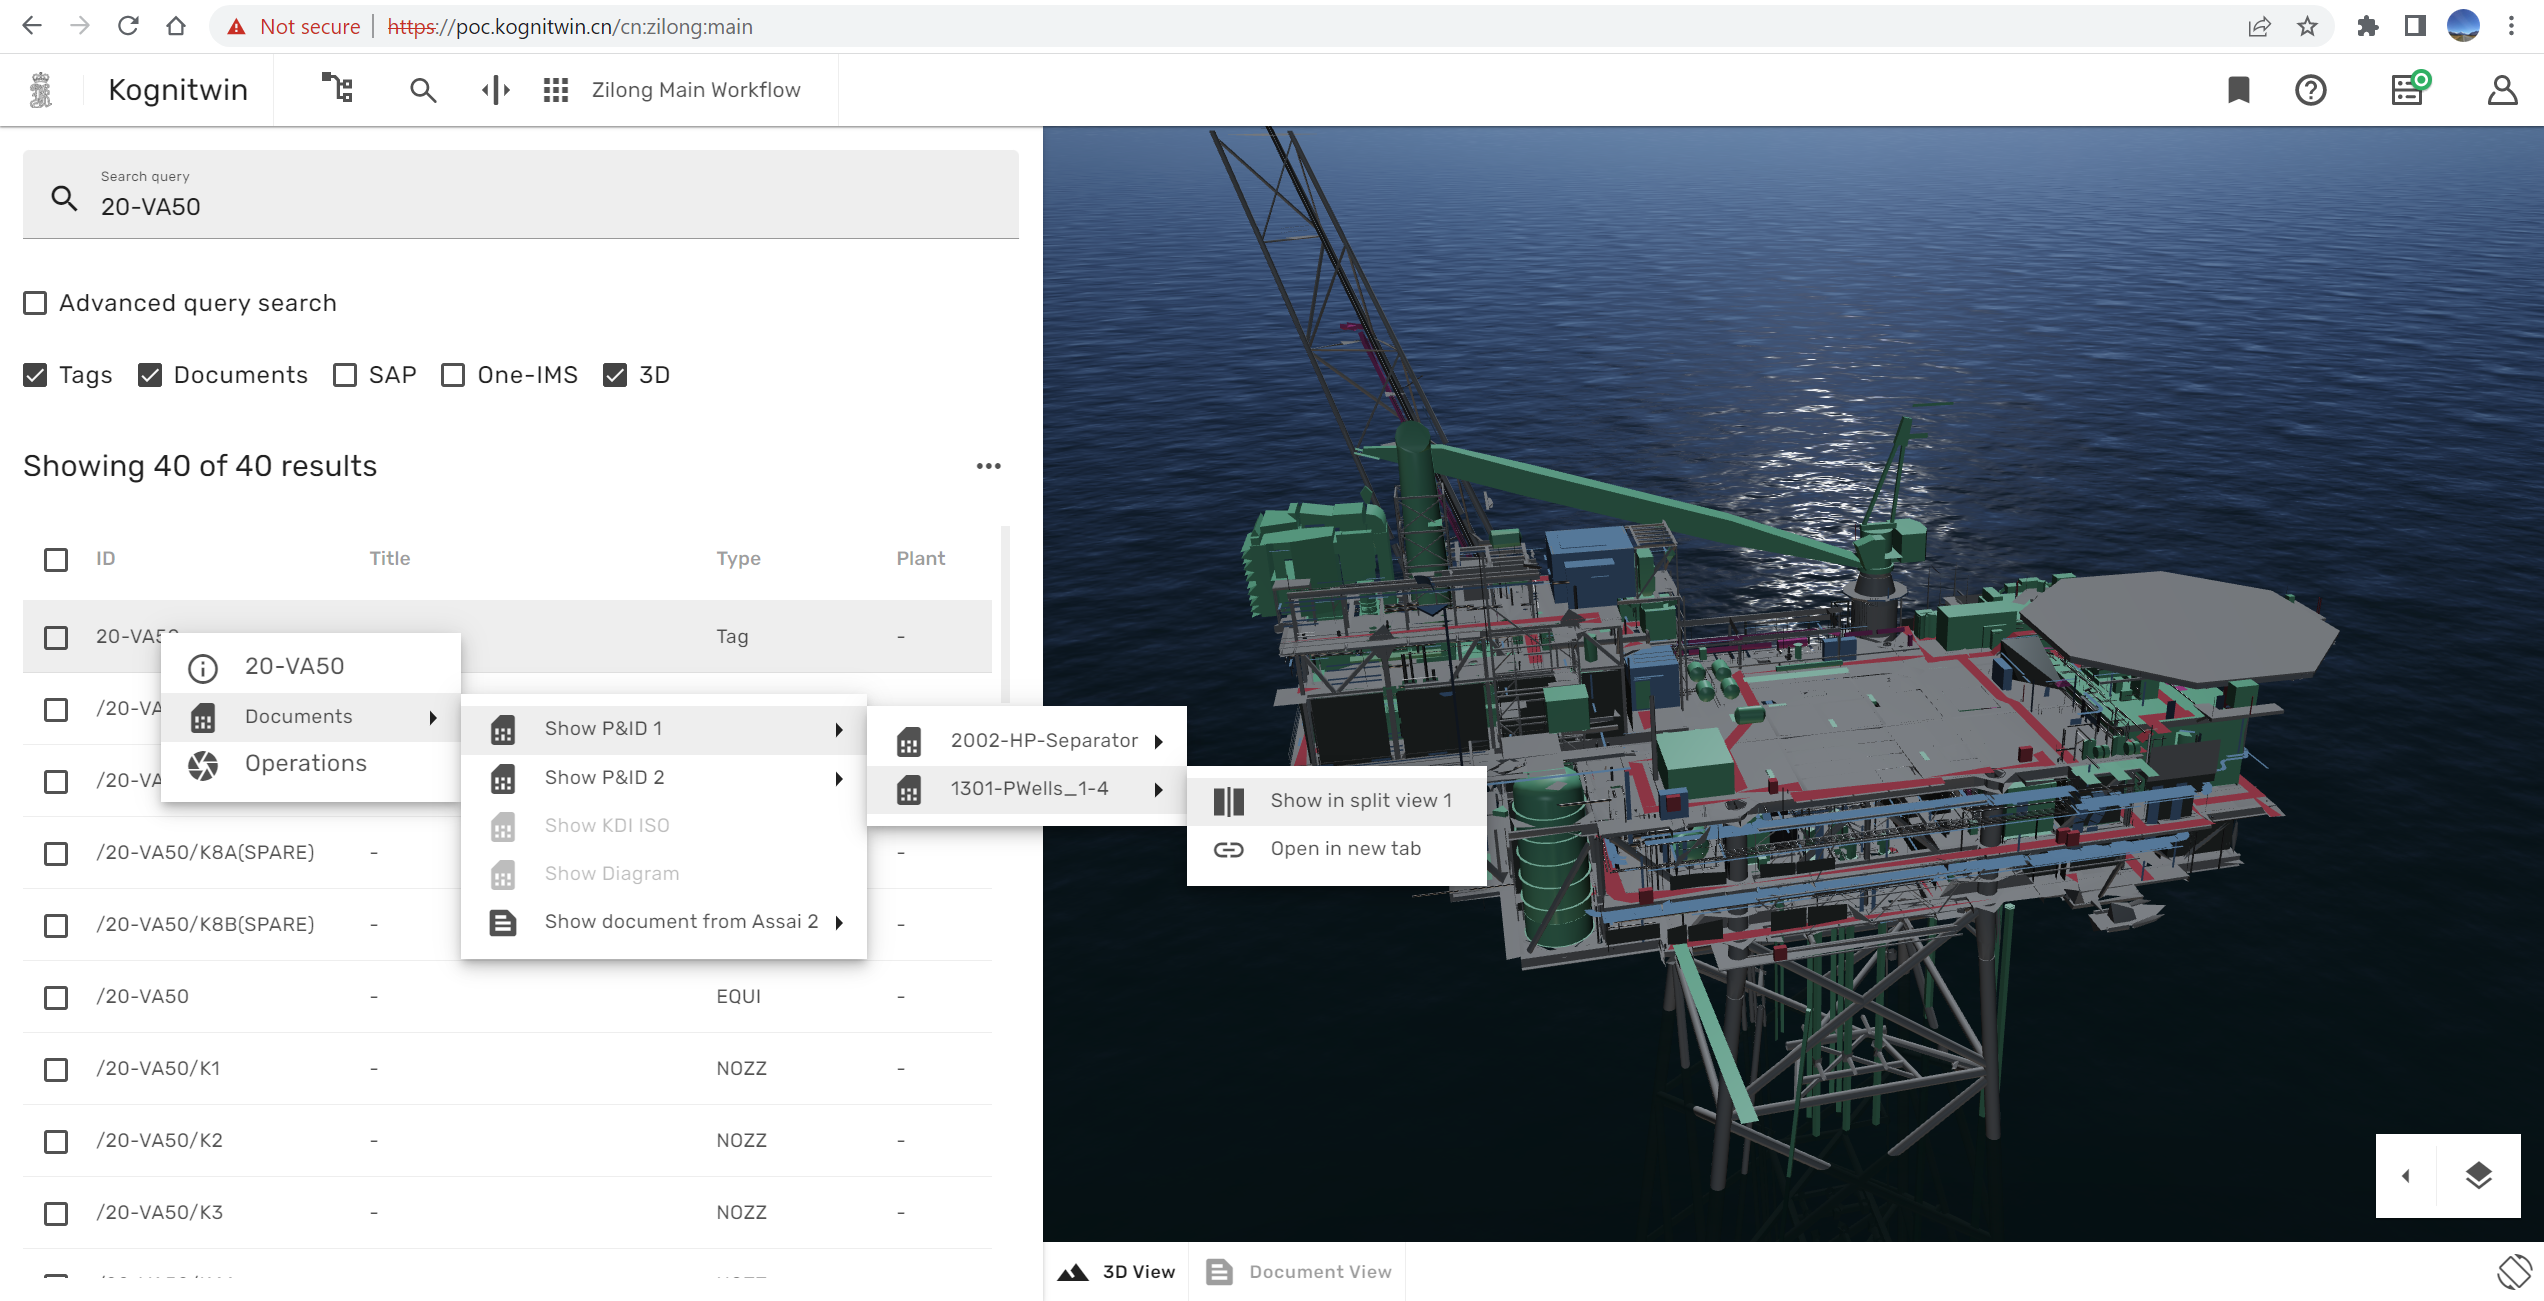 Not secure | https://poc.kognitwin.cn/cn:zilong:main
Kognitwin
Zilong Main Workflow
Search query
20-VA50
Advanced query search
Tags Documents SAP One-IMS 3D
Showing 40 of 40 results
ID Title Type Plant
20-VA50 Tag -
20-VA50
/20-VA
Documents
Show P&ID 1
2002-HP-Separator
/20-VA
Operations
Show P&ID 2
1301-PWells_1-4
Show in split view 1
Show KDI ISO
Open in new tab
/20-VA50/K8A(SPARE) - -
Show Diagram
/20-VA50/K8B(SPARE) - -
Show document from Assai 2
/20-VA50 - EQUI -
/20-VA50/K1 - NOZZ -
/20-VA50/K2 - NOZZ -
/20-VA50/K3 - NOZZ -
3D View Document View